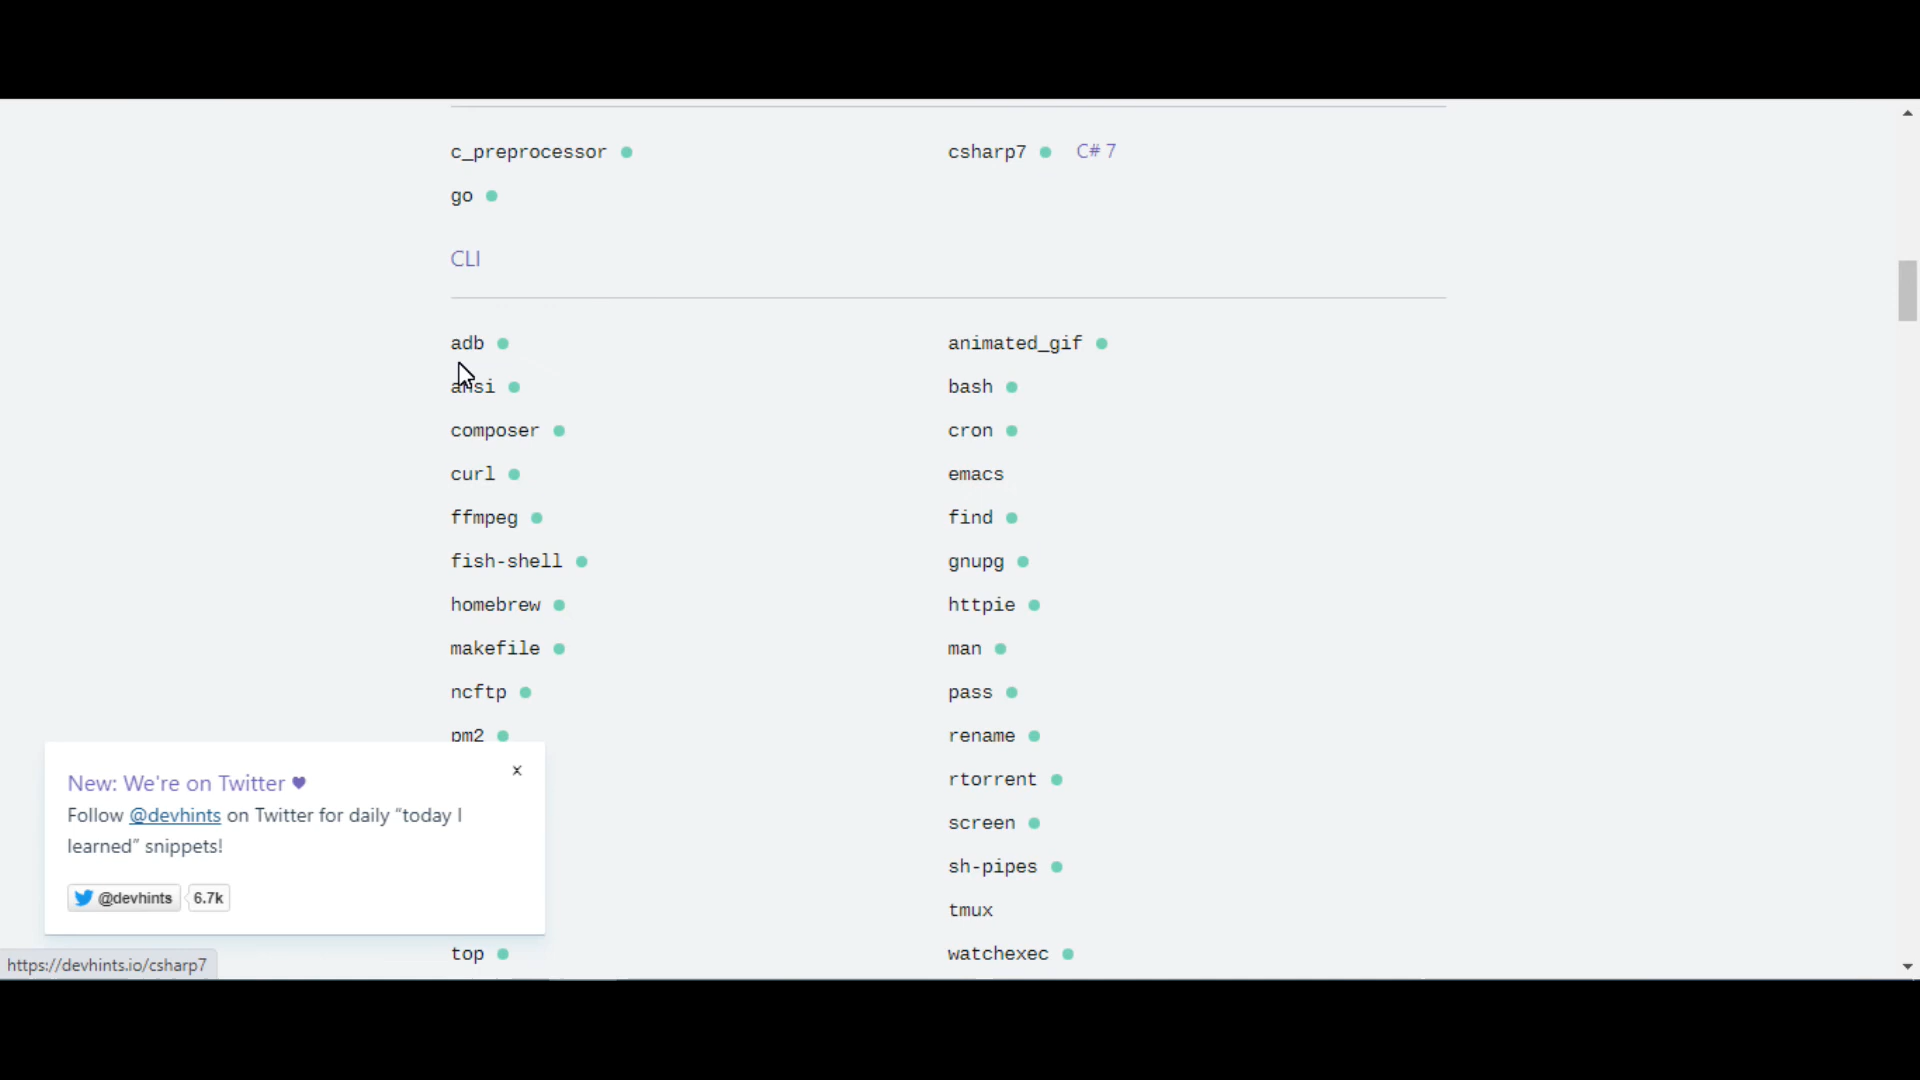 c_preprocessor
csharp7 C# 7
go
CLI
adb
animated_gif
ansi
bash
composer
cron
curl
emacs
ffmpeg
find
fish-shell
gnupg
homebrew
httpie
makefile
man
ncftp
pass
pm2
rename
rtorrent
screen
sh-pipes
tmux
top
watchexec
New: We're on Twitter ♥
x
Follow @devhints on Twitter for daily “today I
learned” snippets!
@devhints 6.7k
https://devhints.io/csharp7